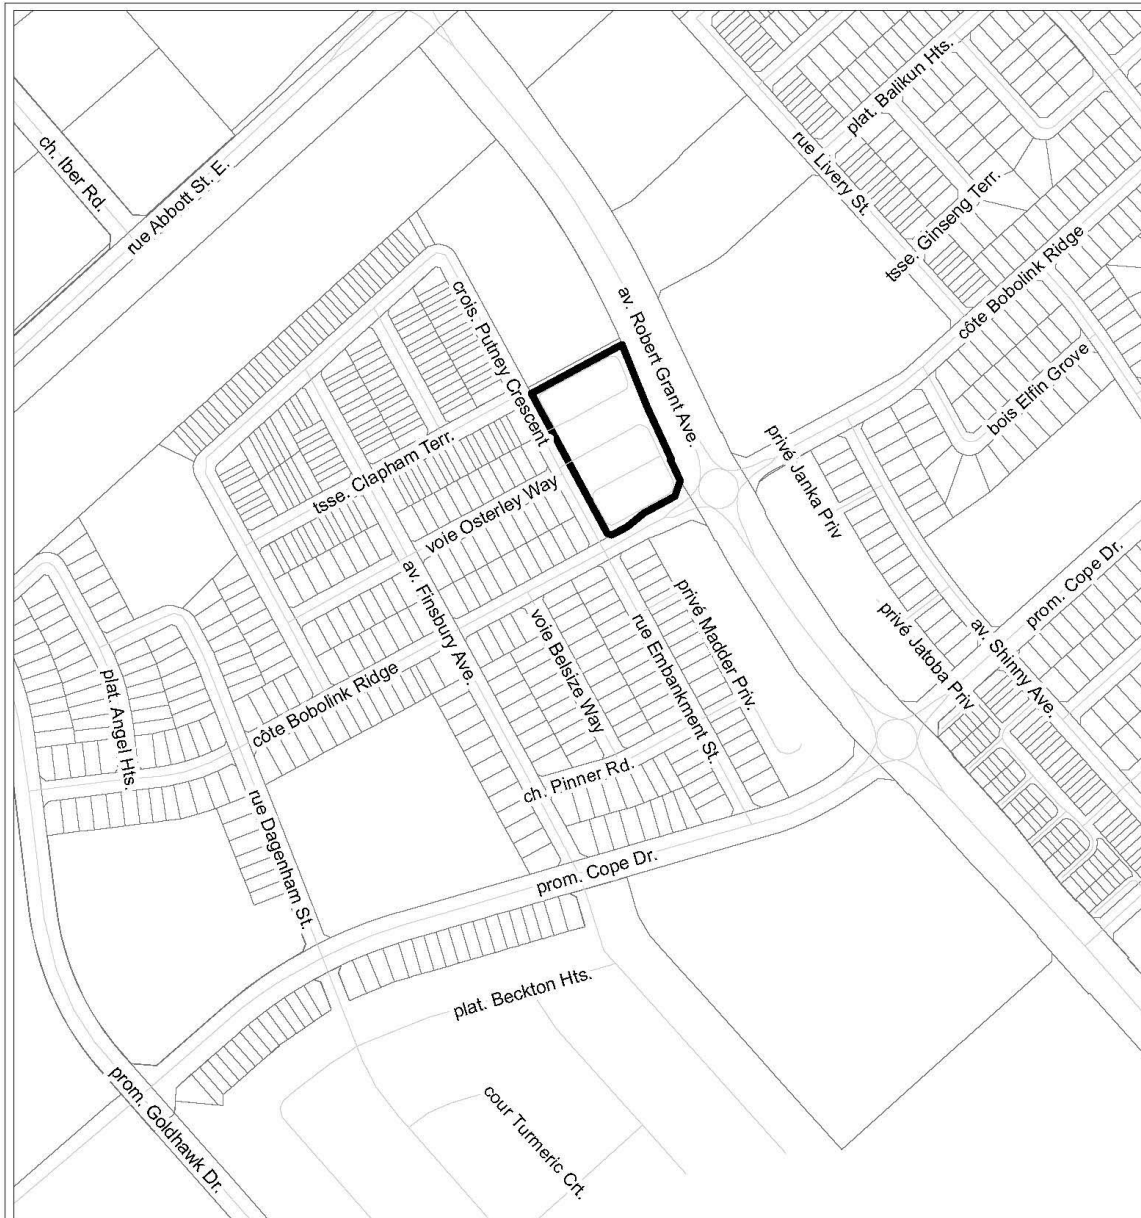 plat. Balikun Hts.
ch. Iber Rd.
rue Abbott St. E.
rue Livery St.
tsse. Ginseng Terr.
côte Bobolink Ridge
crois. Putney Crescent
av. Robert Grant Ave.
bois Elfin Grove
tsse. Clapham Terr.
privé Janka Priv
voie Osterley Way
av. Finsbury Ave.
prom. Cope Dr.
privé Madder Priv.
privé Jatoba Priv
voie Belsize Way
rue Embankment St.
av. Shinny Ave.
plat. Angel Hts.
côte Bobolink Ridge
ch. Pinner Rd.
rue Dagenham St.
prom. Cope Dr.
plat. Beckton Hts.
prom. Goldhawk Dr.
cour Turmeric Crt.